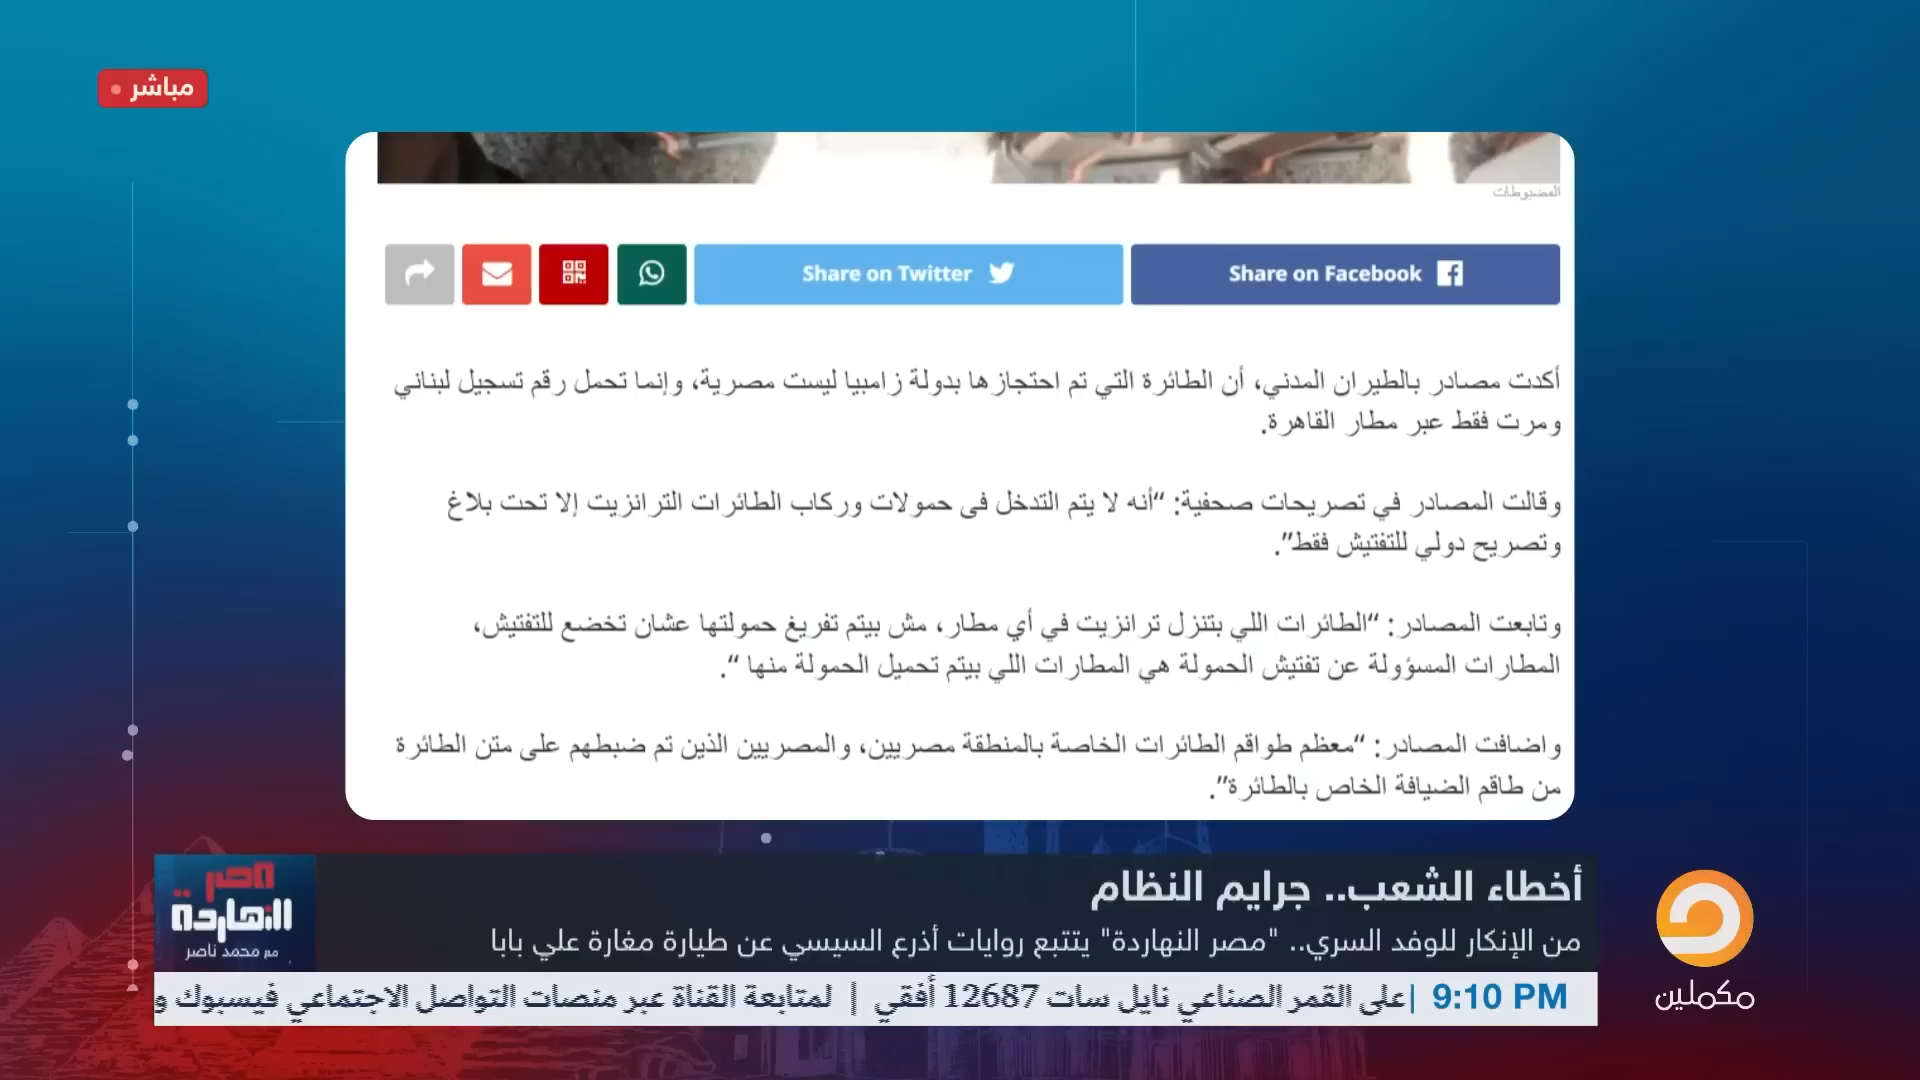 مباشر
المضبوطات
Share on Twitter
Share on Facebook
أكدت مصادر بالطيران المدني، أن الطائرة التي تم احتجازها بدولة زامبيا ليست مصرية، وإنما تحمل رقم تسجيل لبناني
ومرت فقط عبر مطار القاهرة.
وقالت المصادر في تصريحات صحفية: “أنه لا يتم التدخل فى حمولات وركاب الطائرات الترانزيت إلا تحت بلاغ
وتصريح دولي للتفتيش فقط”.
وتابعت المصادر: “الطائرات اللي بتنزل ترانزيت في أي مطار، مش بيتم تفريغ حمولتها عشان تخضع للتفتيش،
المطارات المسؤولة عن تفتيش الحمولة هي المطارات اللي بيتم تحميل الحمولة منها “.
واضافت المصادر: “معظم طواقم الطائرات الخاصة بالمنطقة مصريين، والمصريين الذين تم ضبطهم على متن الطائرة
من طاقم الضيافة الخاص بالطائرة”.
أخطاء الشعب.. جرايم النظام
من الإنكار للوفد السري.. "مصر النهاردة" يتتبع روايات أذرع السيسي عن طيارة مغارة علي بابا
مصر
النهاردة
مع محمد ناصر
9:10 PM | على القمر الصناعي نايل سات 12687 أفقي | لمتابعة القناة عبر منصات التواصل الاجتماعي فيسبوك و
مكملين